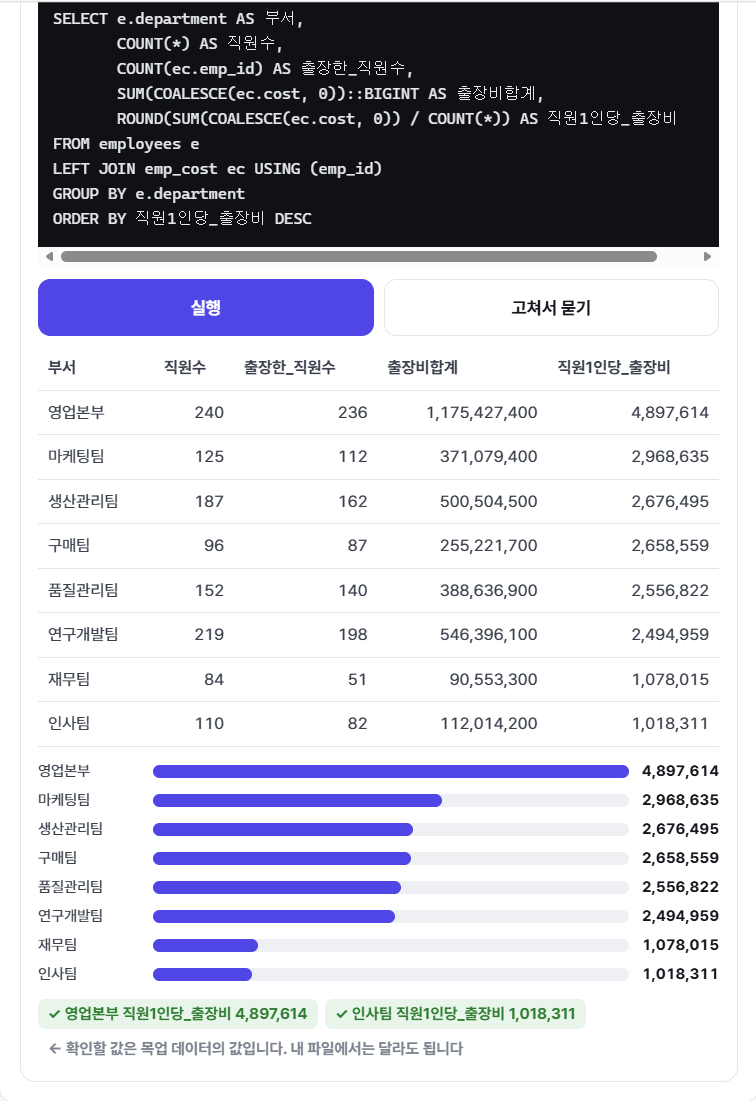 SELECT e.department AS 부서,
COUNT(*) AS 직원수,
COUNT(ec.emp_id) AS 출장한_직원수,
SUM(COALESCE(ec.cost, 0))::BIGINT AS 출장비합계,
ROUND(SUM(COALESCE(ec.cost, 0)) / COUNT(*)) AS 직원1인당_출장비
FROM employees e
LEFT JOIN emp_cost ec USING (emp_id)
GROUP BY e.department
ORDER BY 직원1인당_출장비 DESC
실행 고쳐서 묻기
부서 직원수 출장한_직원수 출장비합계 직원1인당_출장비
영업본부 240 236 1,175,427,400 4,897,614
마케팅팀 125 112 371,079,400 2,968,635
생산관리팀 187 162 500,504,500 2,676,495
구매팀 96 87 255,221,700 2,658,559
품질관리팀 152 140 388,636,900 2,556,822
연구개발팀 219 198 546,396,100 2,494,959
재무팀 84 51 90,553,300 1,078,015
인사팀 110 82 112,014,200 1,018,311
영업본부 4,897,614
마케팅팀 2,968,635
생산관리팀 2,676,495
구매팀 2,658,559
품질관리팀 2,556,822
연구개발팀 2,494,959
재무팀 1,078,015
인사팀 1,018,311
✓ 영업본부 직원1인당_출장비 4,897,614 ✓ 인사팀 직원1인당_출장비 1,018,311
← 확인할 값은 목업 데이터의 값입니다. 내 파일에서는 달라도 됩니다